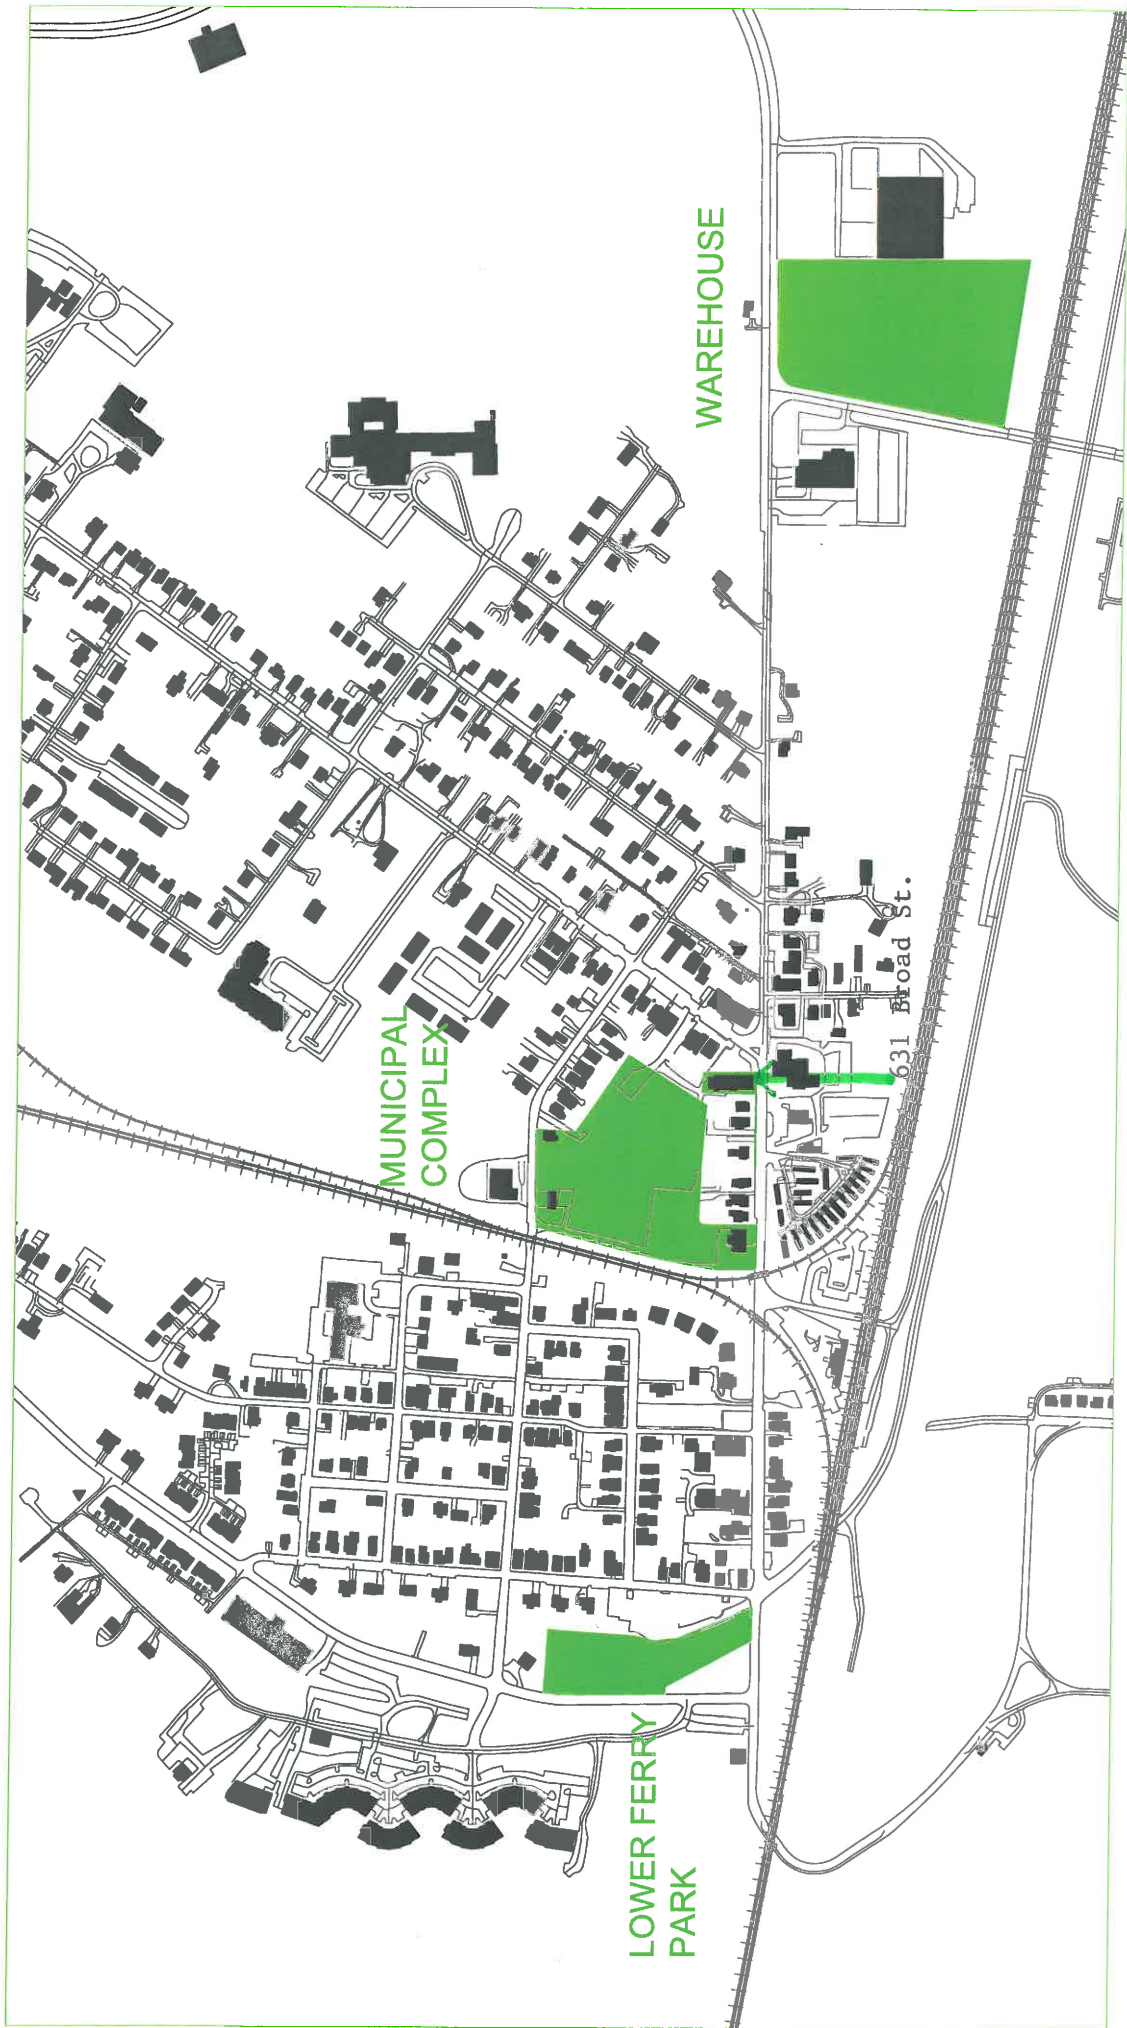 LOWER FERRY
PARK
MUNICIPAL
COMPLEX
631 Broad St.
WAREHOUSE